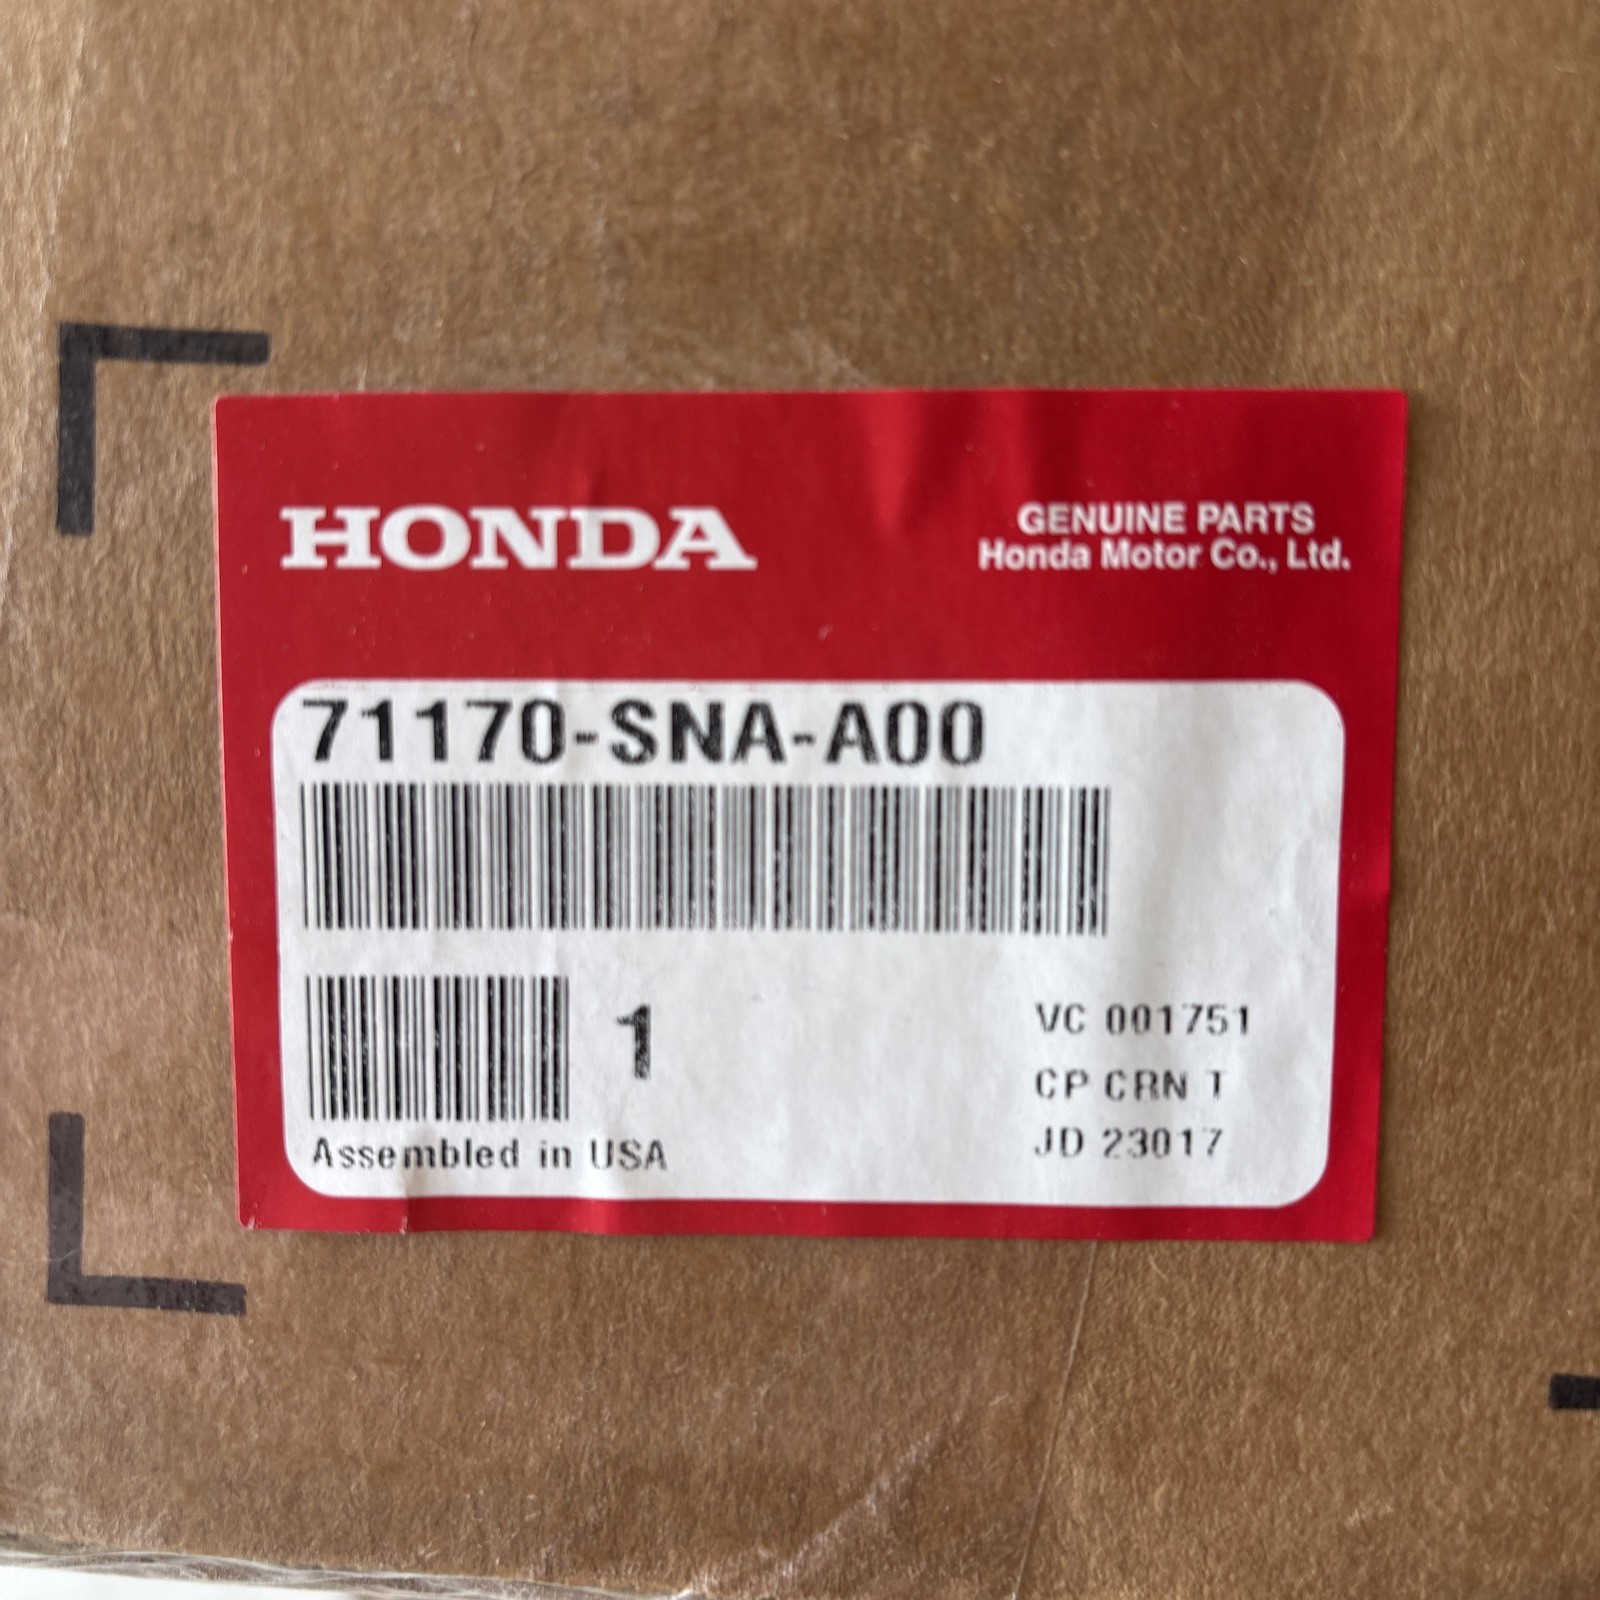 HONDA
GENUINE PARTS
Honda Motor Co., Ltd.
71170-SNA-A00
1
VC 001751
CP CRN T
JD 23017
Assembled in USA